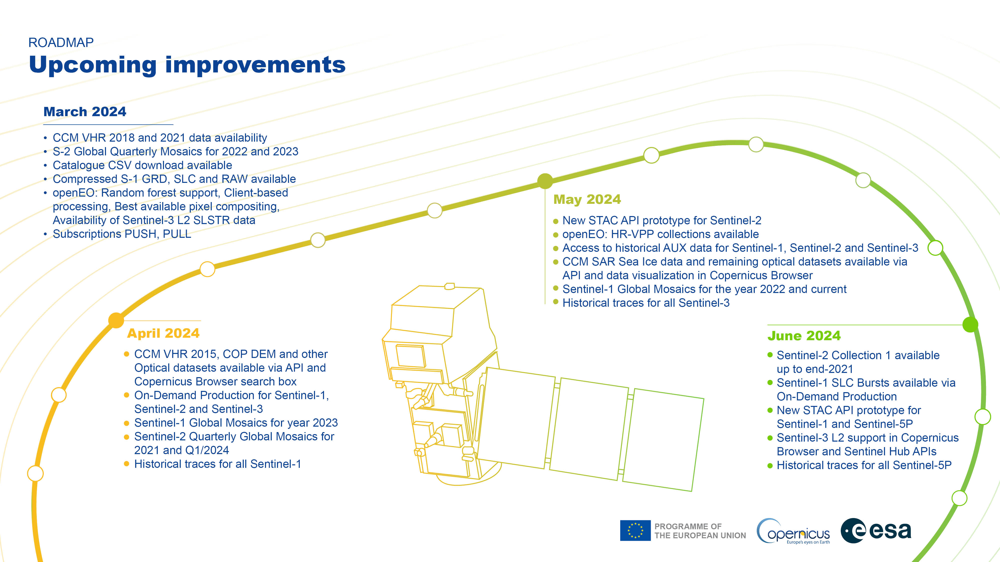 ROADMAP
Upcoming improvements
March 2024
• CCM VHR 2018 and 2021 data availability
• S-2 Global Quarterly Mosaics for 2022 and 2023
• Catalogue CSV download available
• Compressed S-1 GRD, SLC and RAW available
• openEO: Random forest support, Client-based
processing, Best available pixel compositing,
Availability of Sentinel-3 L2 SLSTR data
• Subscriptions PUSH, PULL
April 2024
• CCM VHR 2015, COP DEM and other
Optical datasets available via API and
Copernicus Browser search box
• On-Demand Production for Sentinel-1,
Sentinel-2 and Sentinel-3
• Sentinel-1 Global Mosaics for year 2023
• Sentinel-2 Quarterly Global Mosaics for
2021 and Q1/2024
• Historical traces for all Sentinel-1
May 2024
• New STAC API prototype for Sentinel-2
• openEO: HR-VPP collections available
• Access to historical AUX data for Sentinel-1, Sentinel-2 and Sentinel-3
• CCM SAR Sea Ice data and remaining optical datasets available via
API and data visualization in Copernicus Browser
• Sentinel-1 Global Mosaics for the year 2022 and current
• Historical traces for all Sentinel-3
June 2024
• Sentinel-2 Collection 1 available
up to end-2021
• Sentinel-1 SLC Bursts available via
On-Demand Production
• New STAC API prototype for
Sentinel-1 and Sentinel-5P
• Sentinel-3 L2 support in Copernicus
Browser and Sentinel Hub APIs
• Historical traces for all Sentinel-5P
PROGRAMME OF
THE EUROPEAN UNION
Copernicus
Europe's eyes on Earth
esa